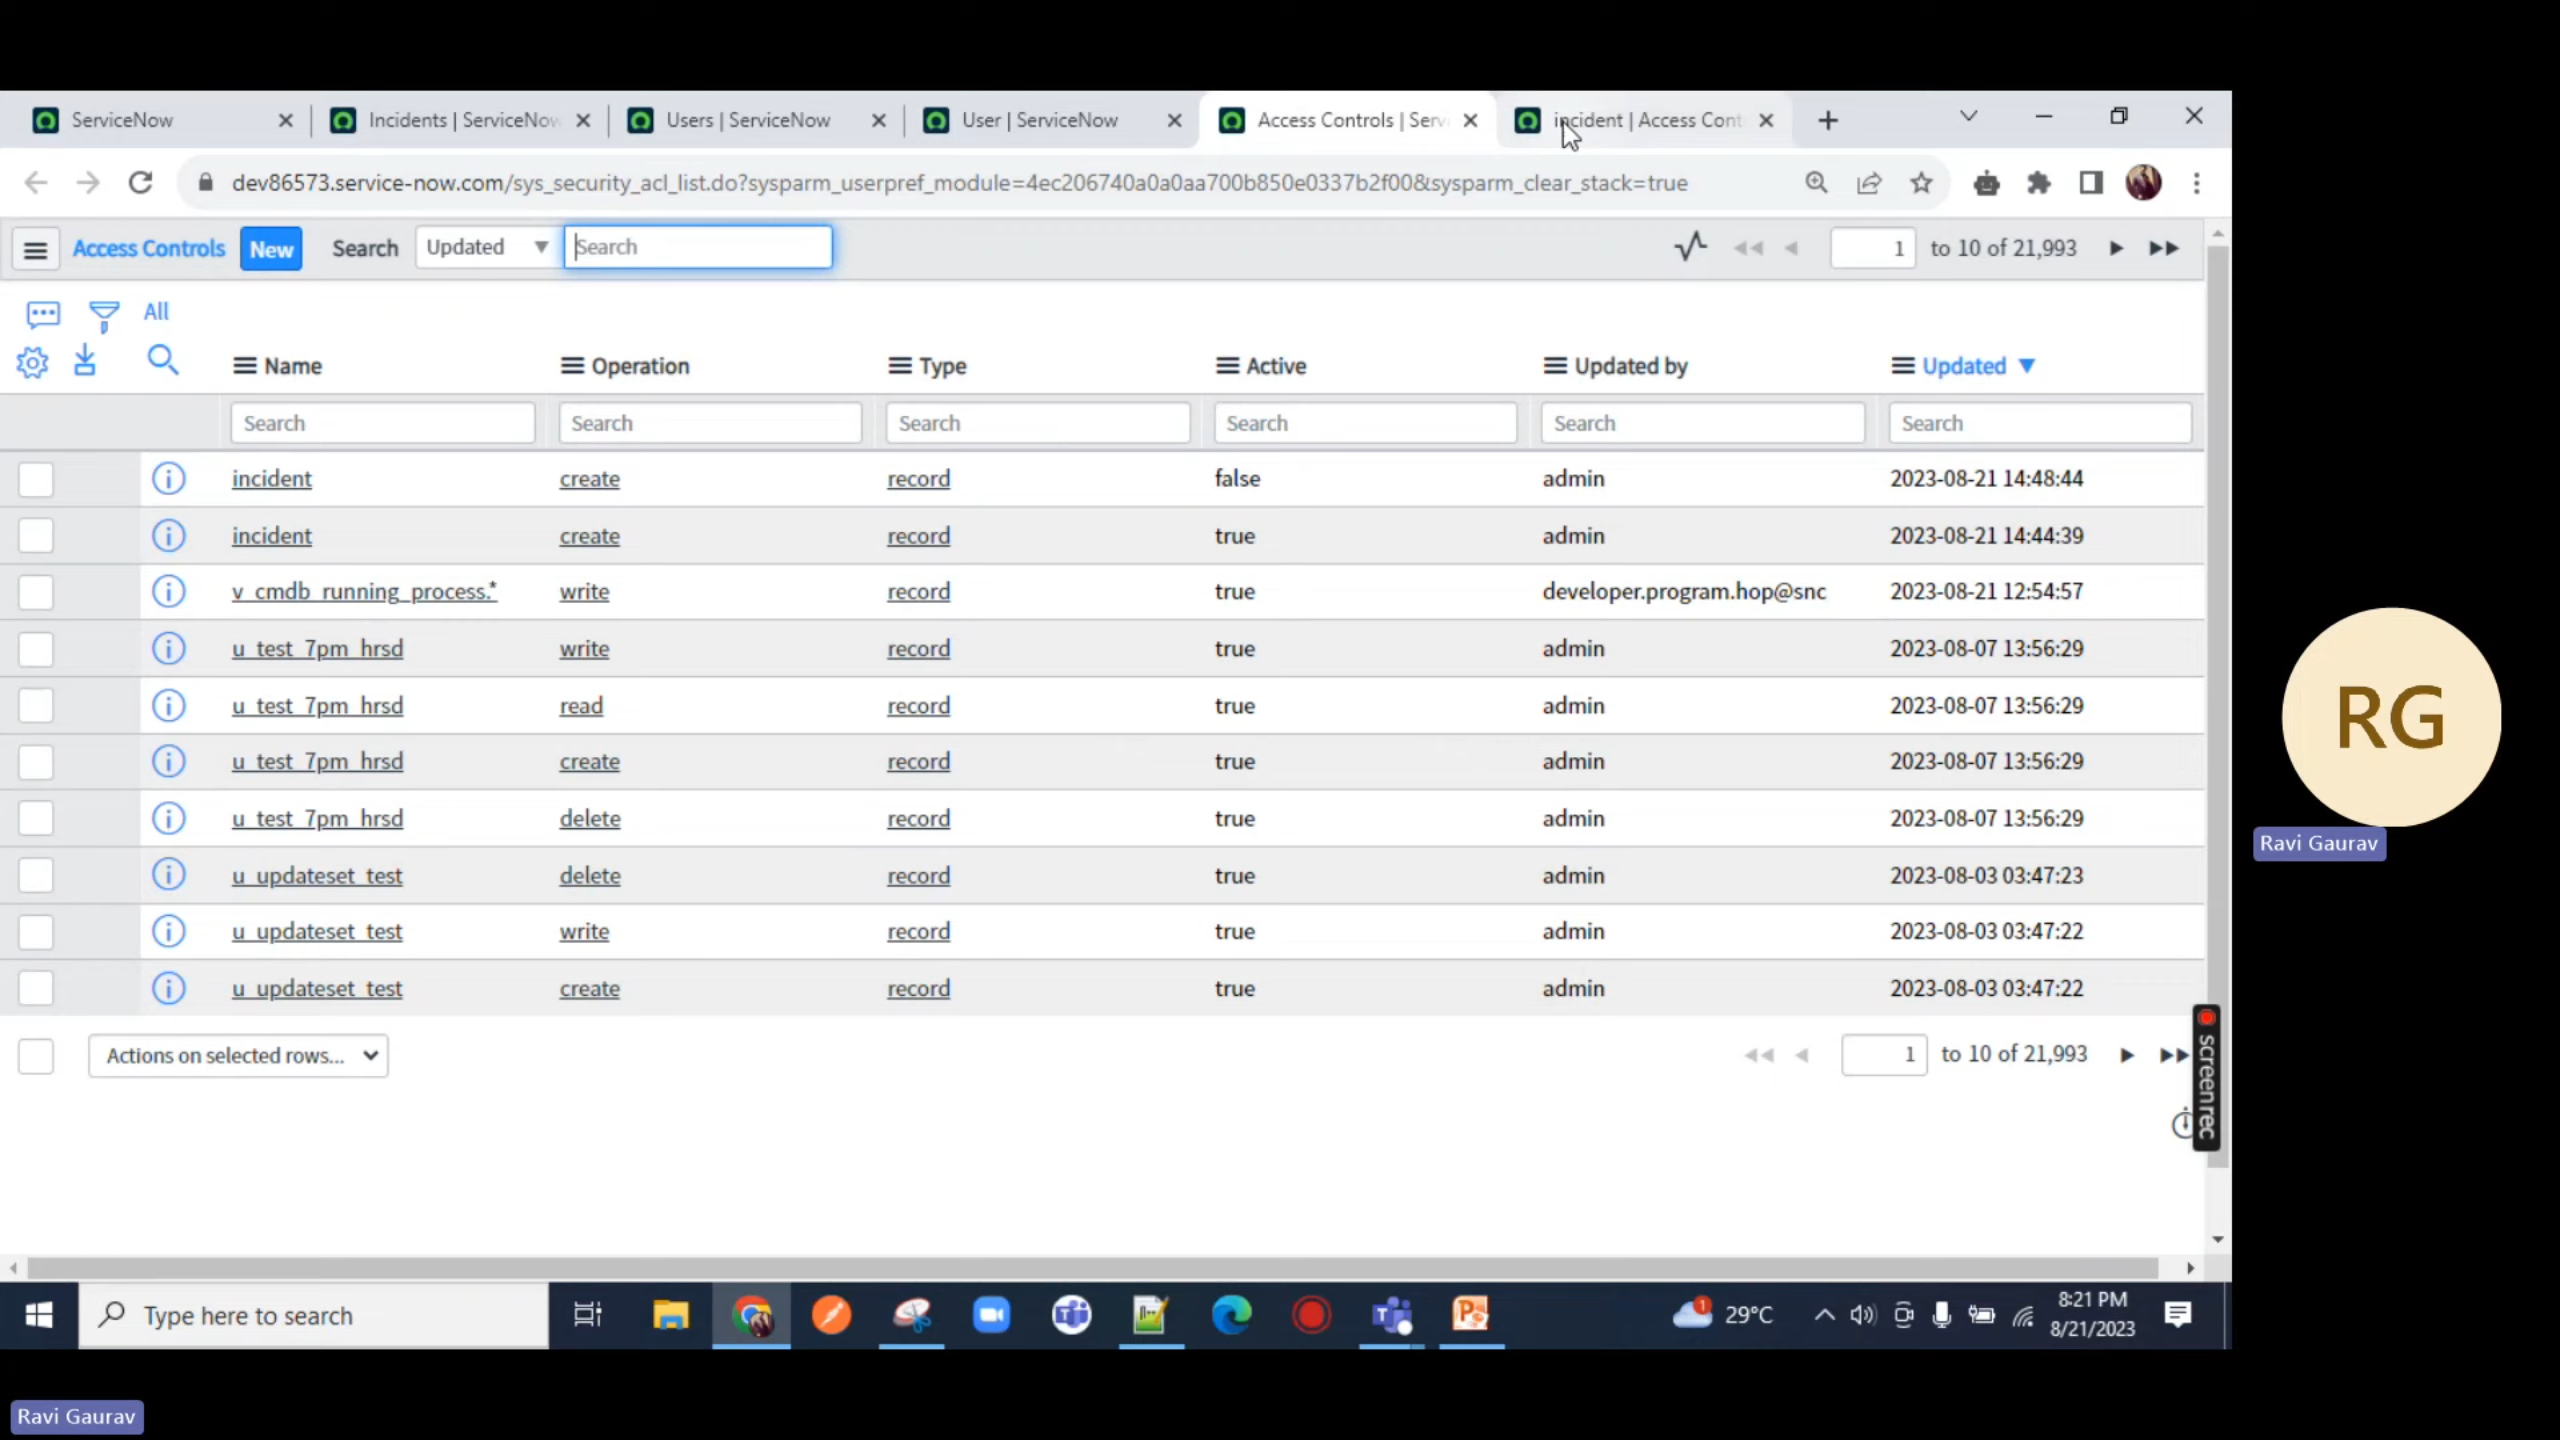 ServiceNow
Incidents | ServiceNow
Users | ServiceNow
User | ServiceNow
Access Controls | Serv
incident | Access Cont
dev86573.service-now.com/sys_security_acl_list.do?sysparm_userpref_module=4ec206740a0a0aa700b850e0337b2f00&sysparm_clear_stack=true
Access Controls New Search Updated Search 1 to 10 of 21,993
All
Name Operation Type Active Updated by Updated
Search Search Search Search Search Search
incident create record false admin 2023-08-21 14:48:44
incident create record true admin 2023-08-21 14:44:39
v_cmdb_running_process.* write record true developer.program.hop@snc 2023-08-21 12:54:57
u_test_7pm_hrsd write record true admin 2023-08-07 13:56:29
u_test_7pm_hrsd read record true admin 2023-08-07 13:56:29
u_test_7pm_hrsd create record true admin 2023-08-07 13:56:29
u_test_7pm_hrsd delete record true admin 2023-08-07 13:56:29
u_updateset_test delete record true admin 2023-08-03 03:47:23
u_updateset_test write record true admin 2023-08-03 03:47:22
u_updateset_test create record true admin 2023-08-03 03:47:22
Actions on selected rows... 1 to 10 of 21,993
screenrec
RG
Ravi Gaurav
Type here to search
1
29°C
8:21 PM
8/21/2023
Ravi Gaurav